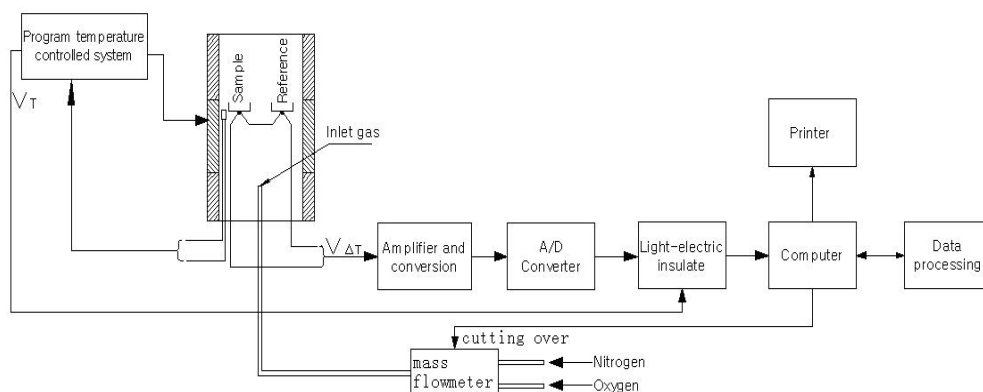 Program temperature
controlled system
V T
Sample
Reference
Inlet gas
V ΔT
Amplifier and
conversion
A/D
Converter
Light-electric
insulate
Computer
Printer
Data
processing
cutting over
mass
flowmeter
Nitrogen
Oxygen